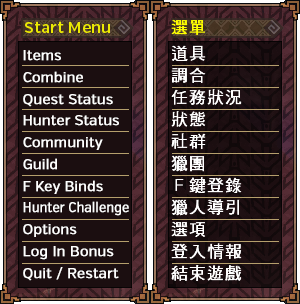 Start Menu
Items
Combine
Quest Status
Hunter Status
Community
Guild
F Key Binds
Hunter Challenge
Options
Log In Bonus
Quit / Restart
選單
道具
調合
任務狀況
狀態
社群
獵團
Ｆ鍵登錄
獵人導引
選項
登入情報
結束遊戲